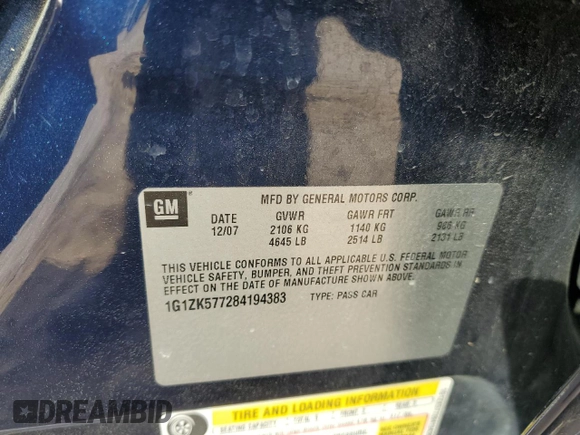 GM
MFD BY GENERAL MOTORS CORP.
DATE GVWR GAWR FRT GAWR RR
12/07 2106 KG 1140 KG 966 KG
4645 LB 2514 LB 2131 LB
THIS VEHICLE CONFORMS TO ALL APPLICABLE U.S. FEDERAL MOTOR
VEHICLE SAFETY, BUMPER, AND THEFT PREVENTION STANDARDS IN
EFFECT ON THE DATE OF MANUFACTURE SHOWN ABOVE.
1G1ZK577284194383 TYPE: PASS CAR
TIRE AND LOADING INFORMATION
SEATING CAPACITY
DREAMBID